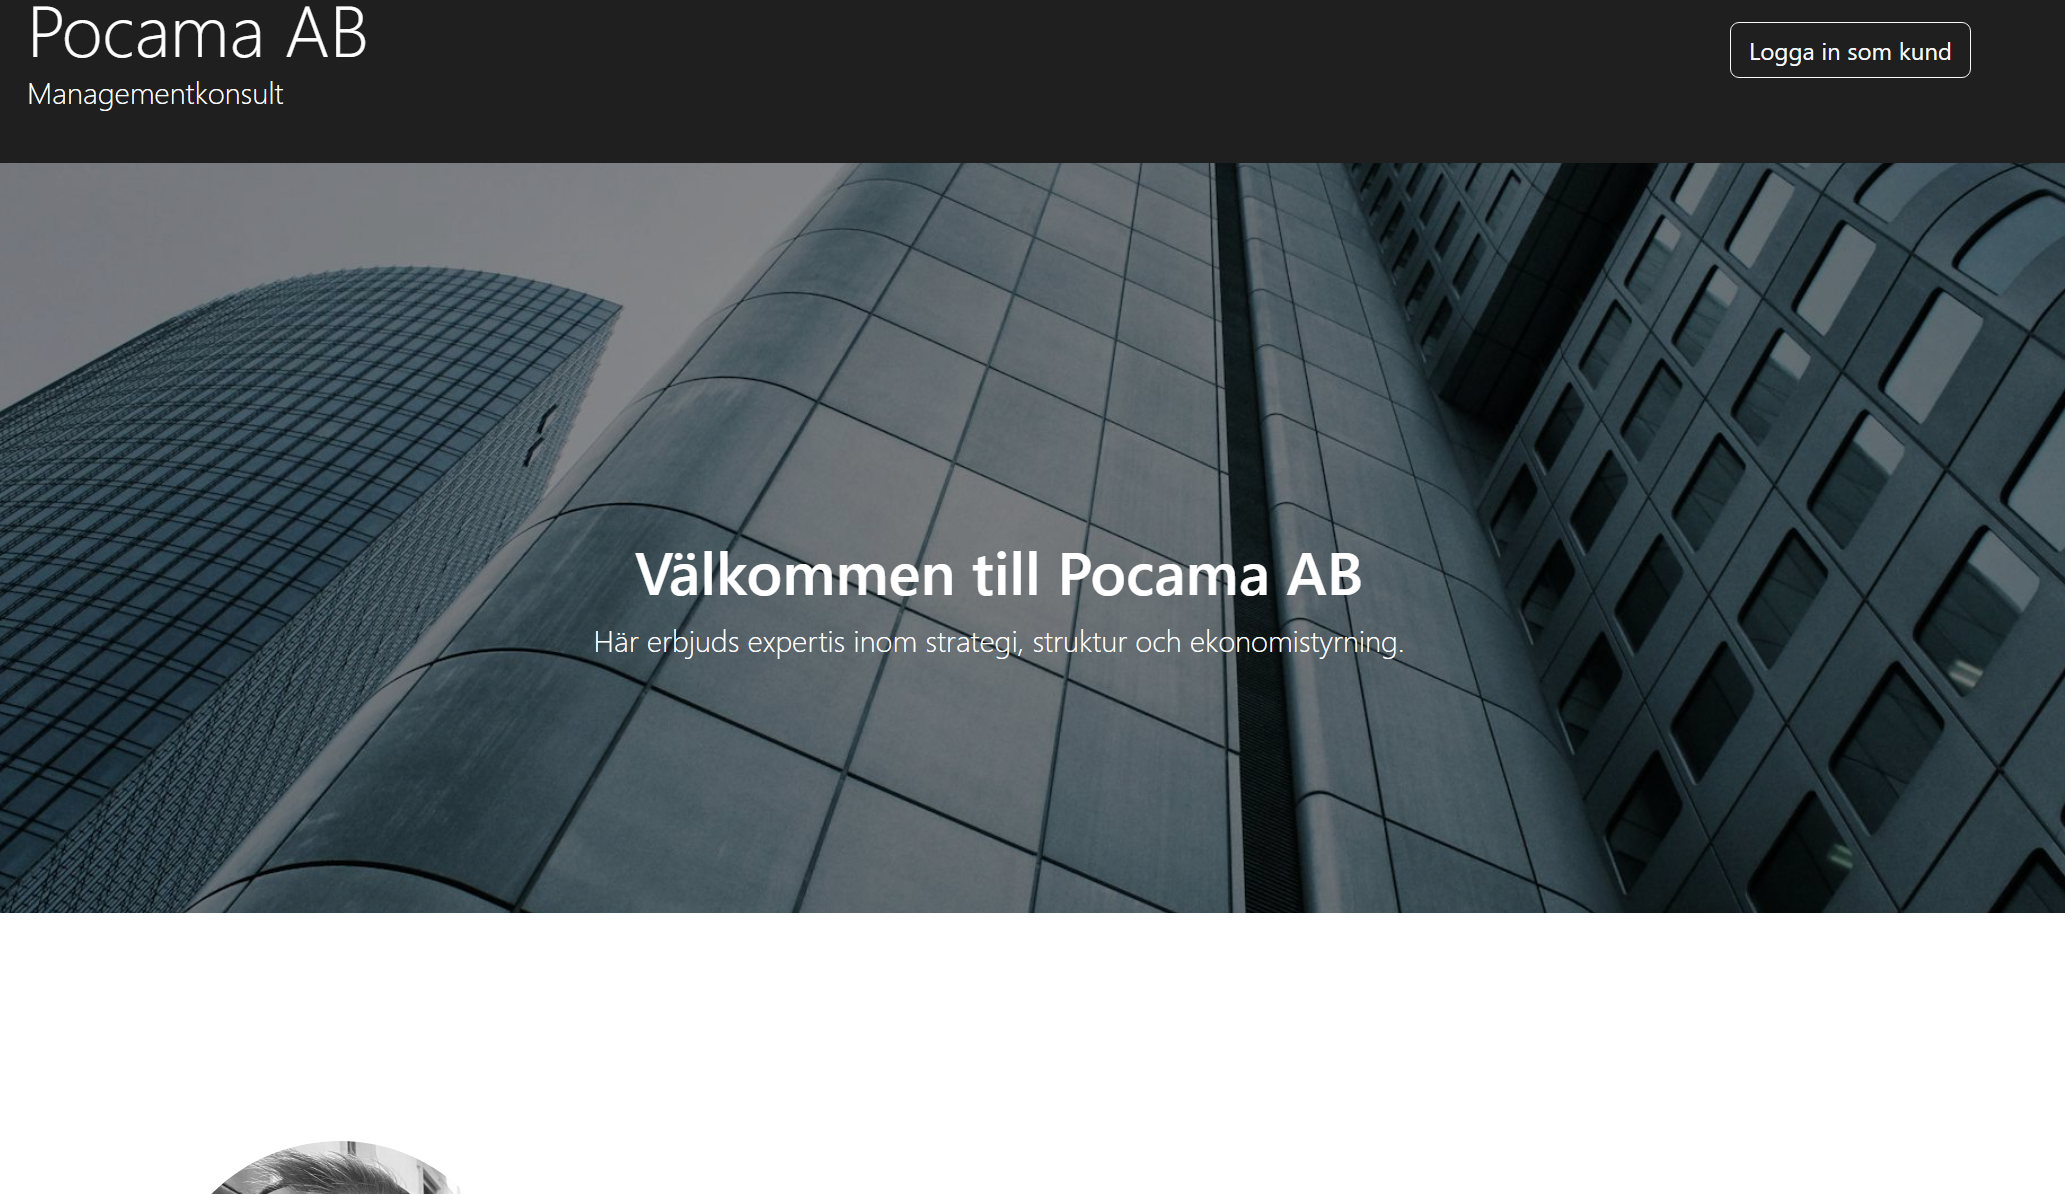 Pocama AB
Managementkonsult
Logga in som kund
Välkommen till Pocama AB
Här erbjuds expertis inom strategi, struktur och ekonomistyrning.